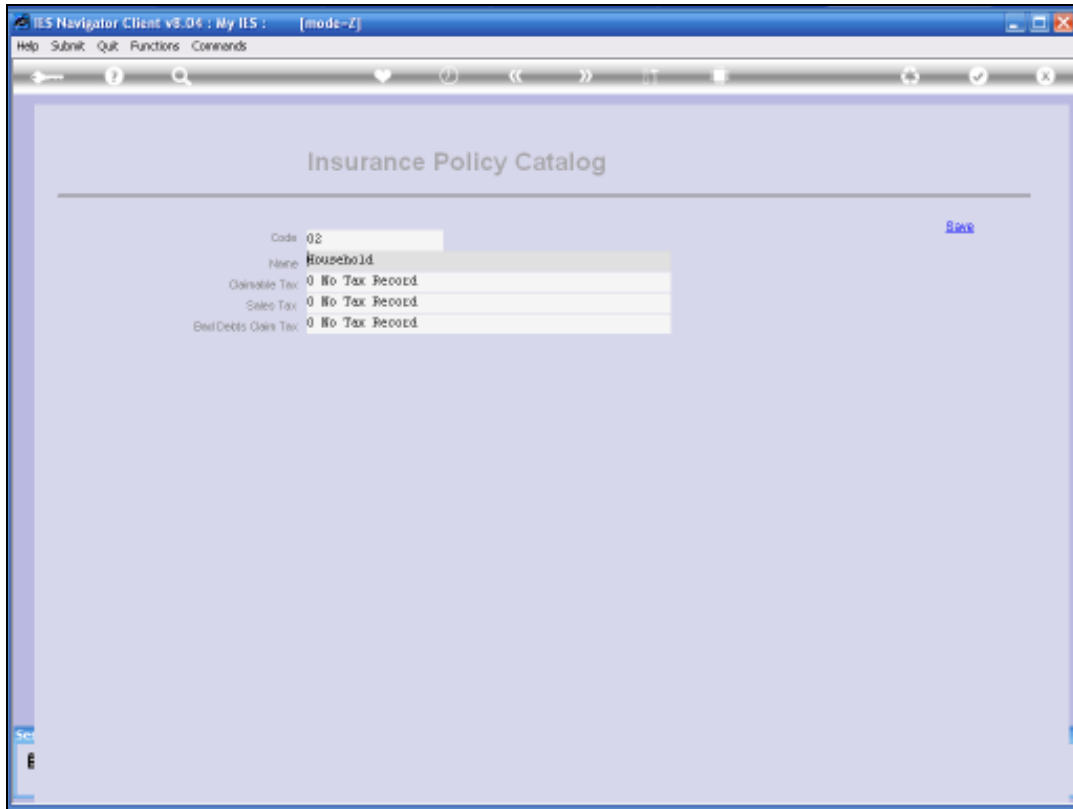 IES Navigator Client v8.04 : My IES : [mode=Z]
Help Submit Quit Functions Commands
Insurance Policy Catalog
Save
Code 02
Name Household
Claimable Tax 0 No Tax Record
Sales Tax 0 No Tax Record
Bad Debts Claim Tax 0 No Tax Record